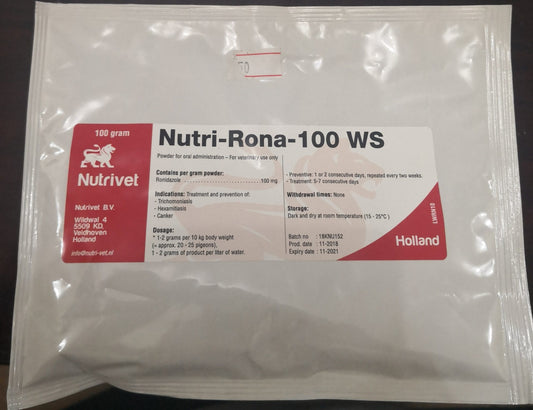 50
100 gram
Nutrivet
Nutrivet B.V.
Wildwal 4
5509 KD,
Veldhoven
Holland
info@nutri-vet.nl
Nutri-Rona-100 WS
Powder for oral administration – For veterinary use only
Contains per gram powder:
Ronidazole 100 mg
Indications: Treatment and prevention of:
- Trichomoniasis
- Hexamitiasis
- Canker
Dosage:
* 1-2 grams per 10 kg body weight
(= approx. 20 - 25 pigeons),
1 - 2 grams of product per liter of water.
- Preventive: 1 or 2 consecutive days, repeated every two weeks.
- Treatment: 5-7 consecutive days
Withdrawal times: None
Storage:
Dark and dry at room temperature (15 - 25°C )
Batch no : 18KNU152
Prod. date : 11-2018
Expiry date : 11-2021
Holland